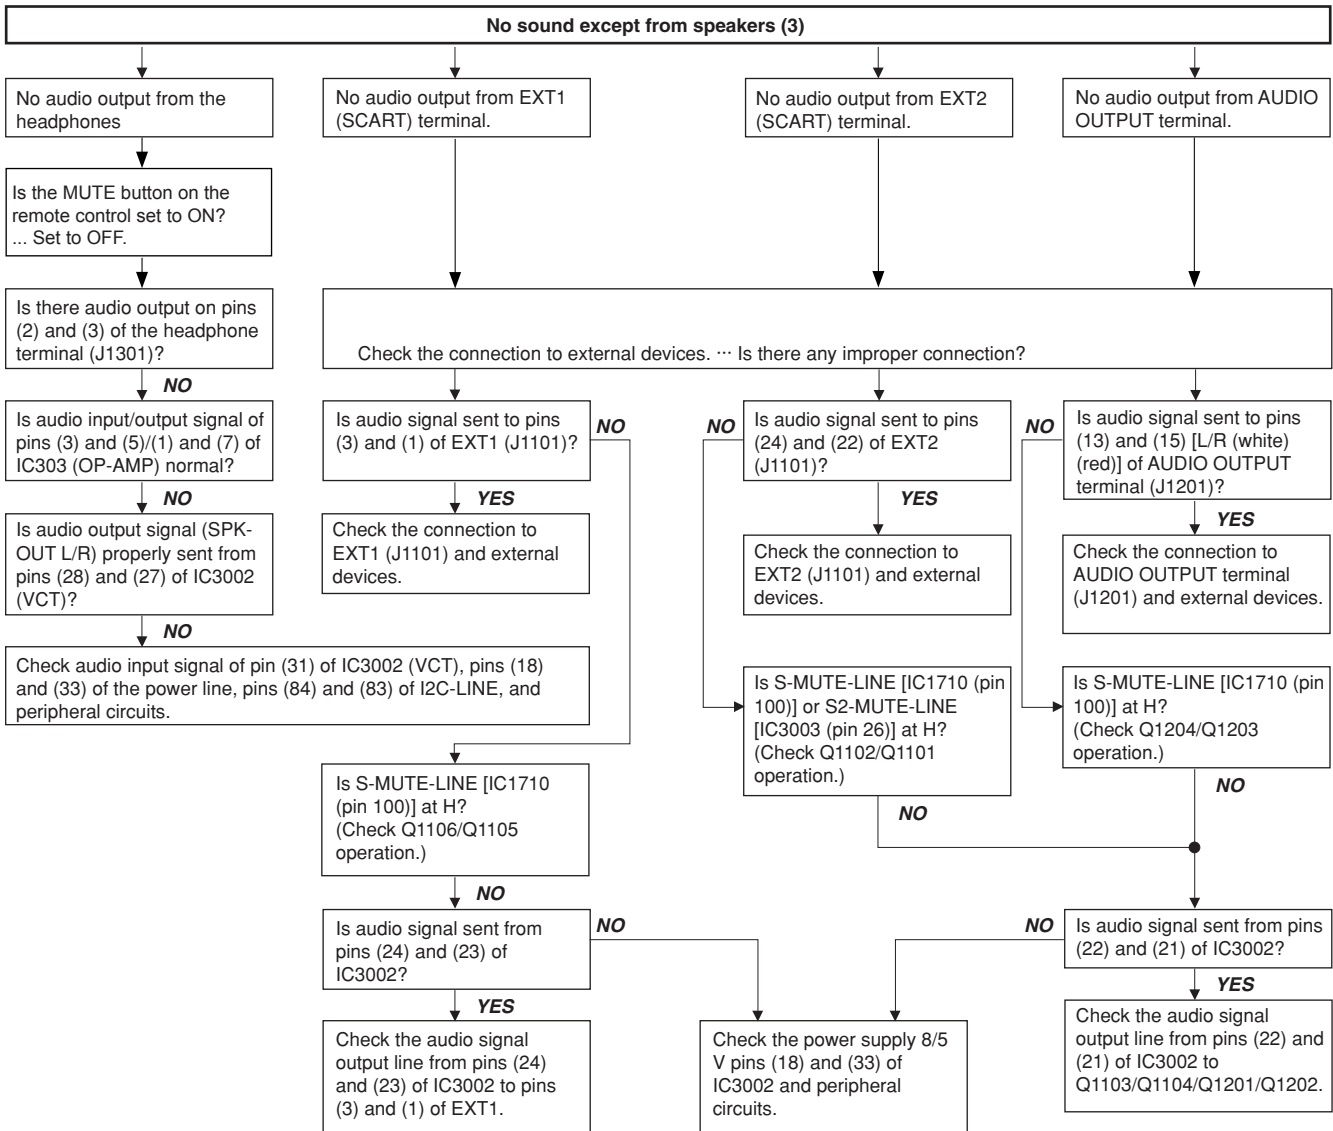 No sound except from speakers (3)
No audio output from the
headphones
No audio output from EXT1
(SCART) terminal.
No audio output from EXT2
(SCART) terminal.
No audio output from AUDIO
OUTPUT terminal.
Is the MUTE button on the
remote control set to ON?
... Set to OFF.
Is there audio output on pins
(2) and (3) of the headphone
terminal (J1301)?
Check the connection to external devices. ··· Is there any improper connection?
NO
Is audio input/output signal of
pins (3) and (5)/(1) and (7) of
IC303 (OP-AMP) normal?
Is audio signal sent to pins
(3) and (1) of EXT1 (J1101)?
NO
NO
Is audio signal sent to pins
(24) and (22) of EXT2
(J1101)?
NO
Is audio signal sent to pins
(13) and (15) [L/R (white)
(red)] of AUDIO OUTPUT
terminal (J1201)?
NO
YES
YES
YES
Is audio output signal (SPK-
OUT L/R) properly sent from
pins (28) and (27) of IC3002
(VCT)?
Check the connection to
EXT1 (J1101) and external
devices.
Check the connection to
EXT2 (J1101) and external
devices.
Check the connection to
AUDIO OUTPUT terminal
(J1201) and external devices.
NO
Check audio input signal of pin (31) of IC3002 (VCT), pins (18)
and (33) of the power line, pins (84) and (83) of I2C-LINE, and
peripheral circuits.
Is S-MUTE-LINE [IC1710 (pin
100)] or S2-MUTE-LINE
[IC3003 (pin 26)] at H?
(Check Q1102/Q1101
operation.)
Is S-MUTE-LINE [IC1710 (pin
100)] at H?
(Check Q1204/Q1203
operation.)
Is S-MUTE-LINE [IC1710
(pin 100)] at H?
(Check Q1106/Q1105
operation.)
NO
NO
NO
Is audio signal sent from
pins (24) and (23) of
IC3002?
NO
NO
Is audio signal sent from pins
(22) and (21) of IC3002?
YES
YES
Check the audio signal
output line from pins (24)
and (23) of IC3002 to pins
(3) and (1) of EXT1.
Check the power supply 8/5
V pins (18) and (33) of
IC3002 and peripheral
circuits.
Check the audio signal
output line from pins (22) and
(21) of IC3002 to
Q1103/Q1104/Q1201/Q1202.